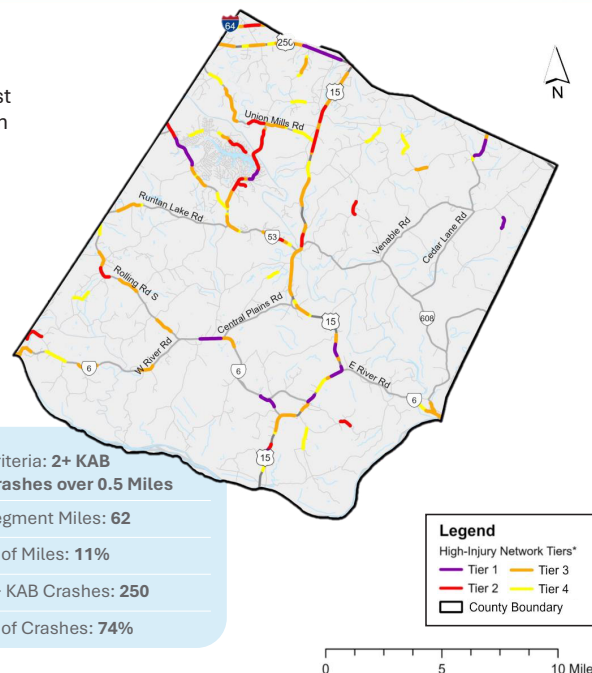 st
n
64
250
15
N
Union Mills Rd
Ruritan Lake Rd
53
Venable Rd
Cedar Lane Rd
Rolling Rd S
Central Plains Rd
15
608
W River Rd
6
6
E River Rd
6
15
riteria: 2+ KAB
rashes over 0.5 Miles
egment Miles: 62
of Miles: 11%
KAB Crashes: 250
of Crashes: 74%
Legend
High-Injury Network Tiers*
Tier 1 Tier 3
Tier 2 Tier 4
County Boundary
0 5 10 Mile